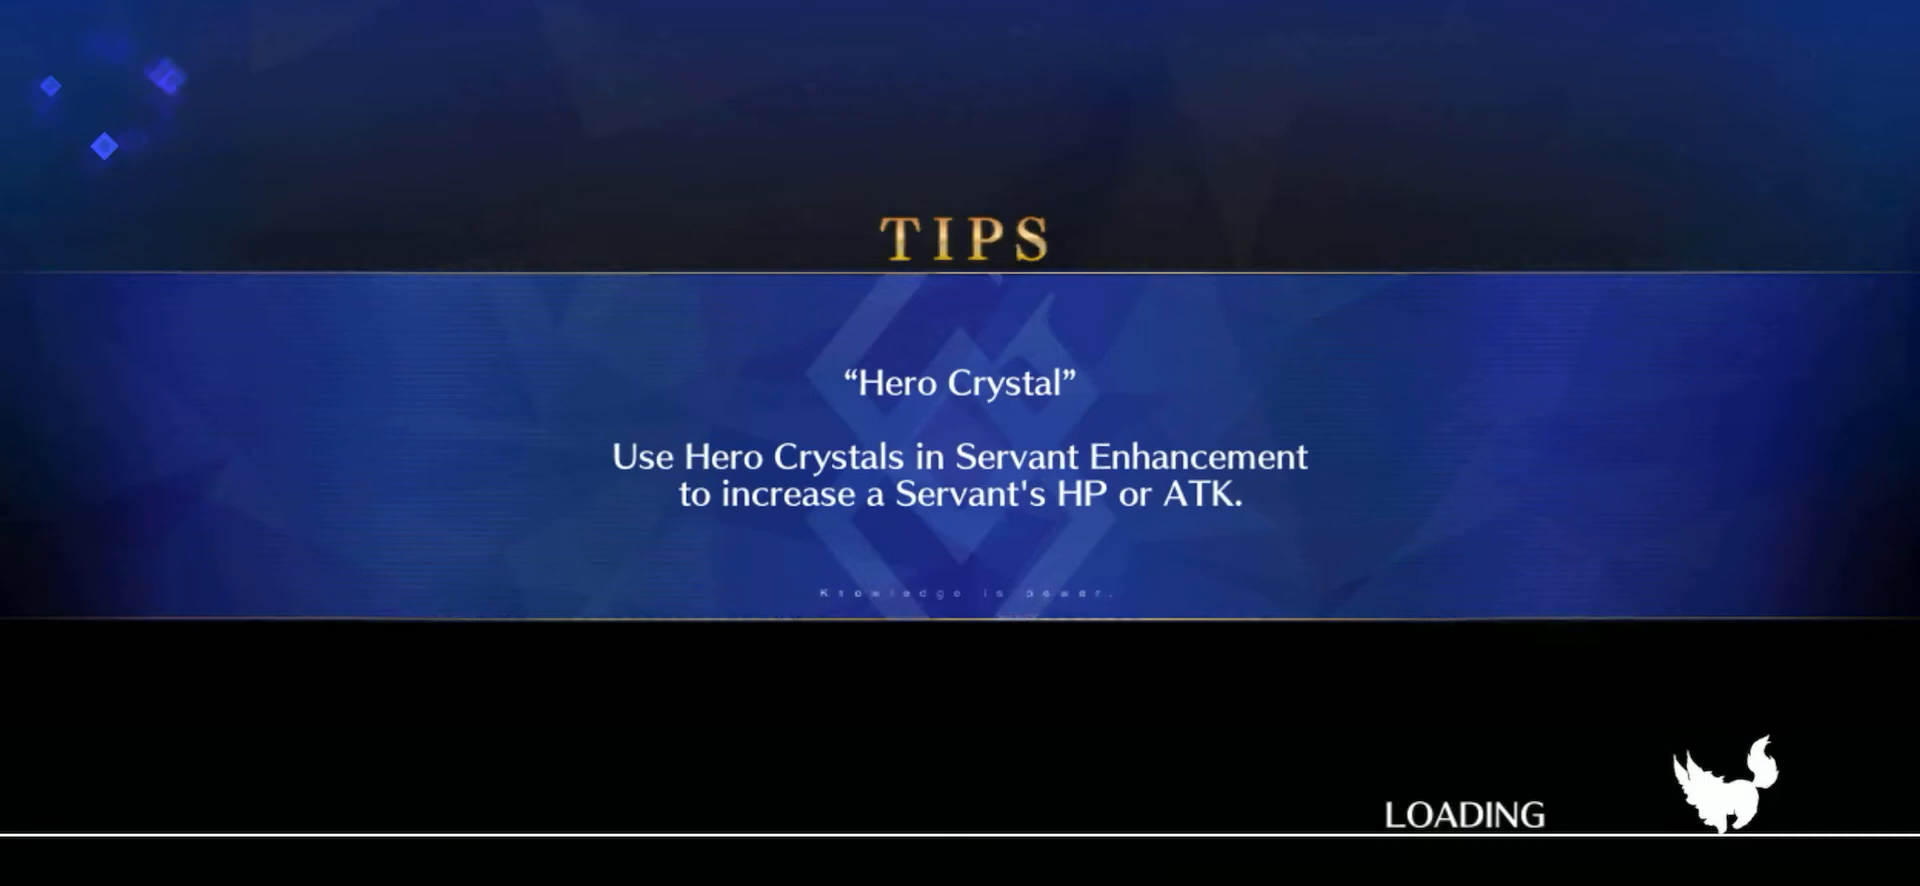 TIPS
“Hero Crystal”
Use Hero Crystals in Servant Enhancement
to increase a Servant's HP or ATK.
Knowledge is power.
LOADING